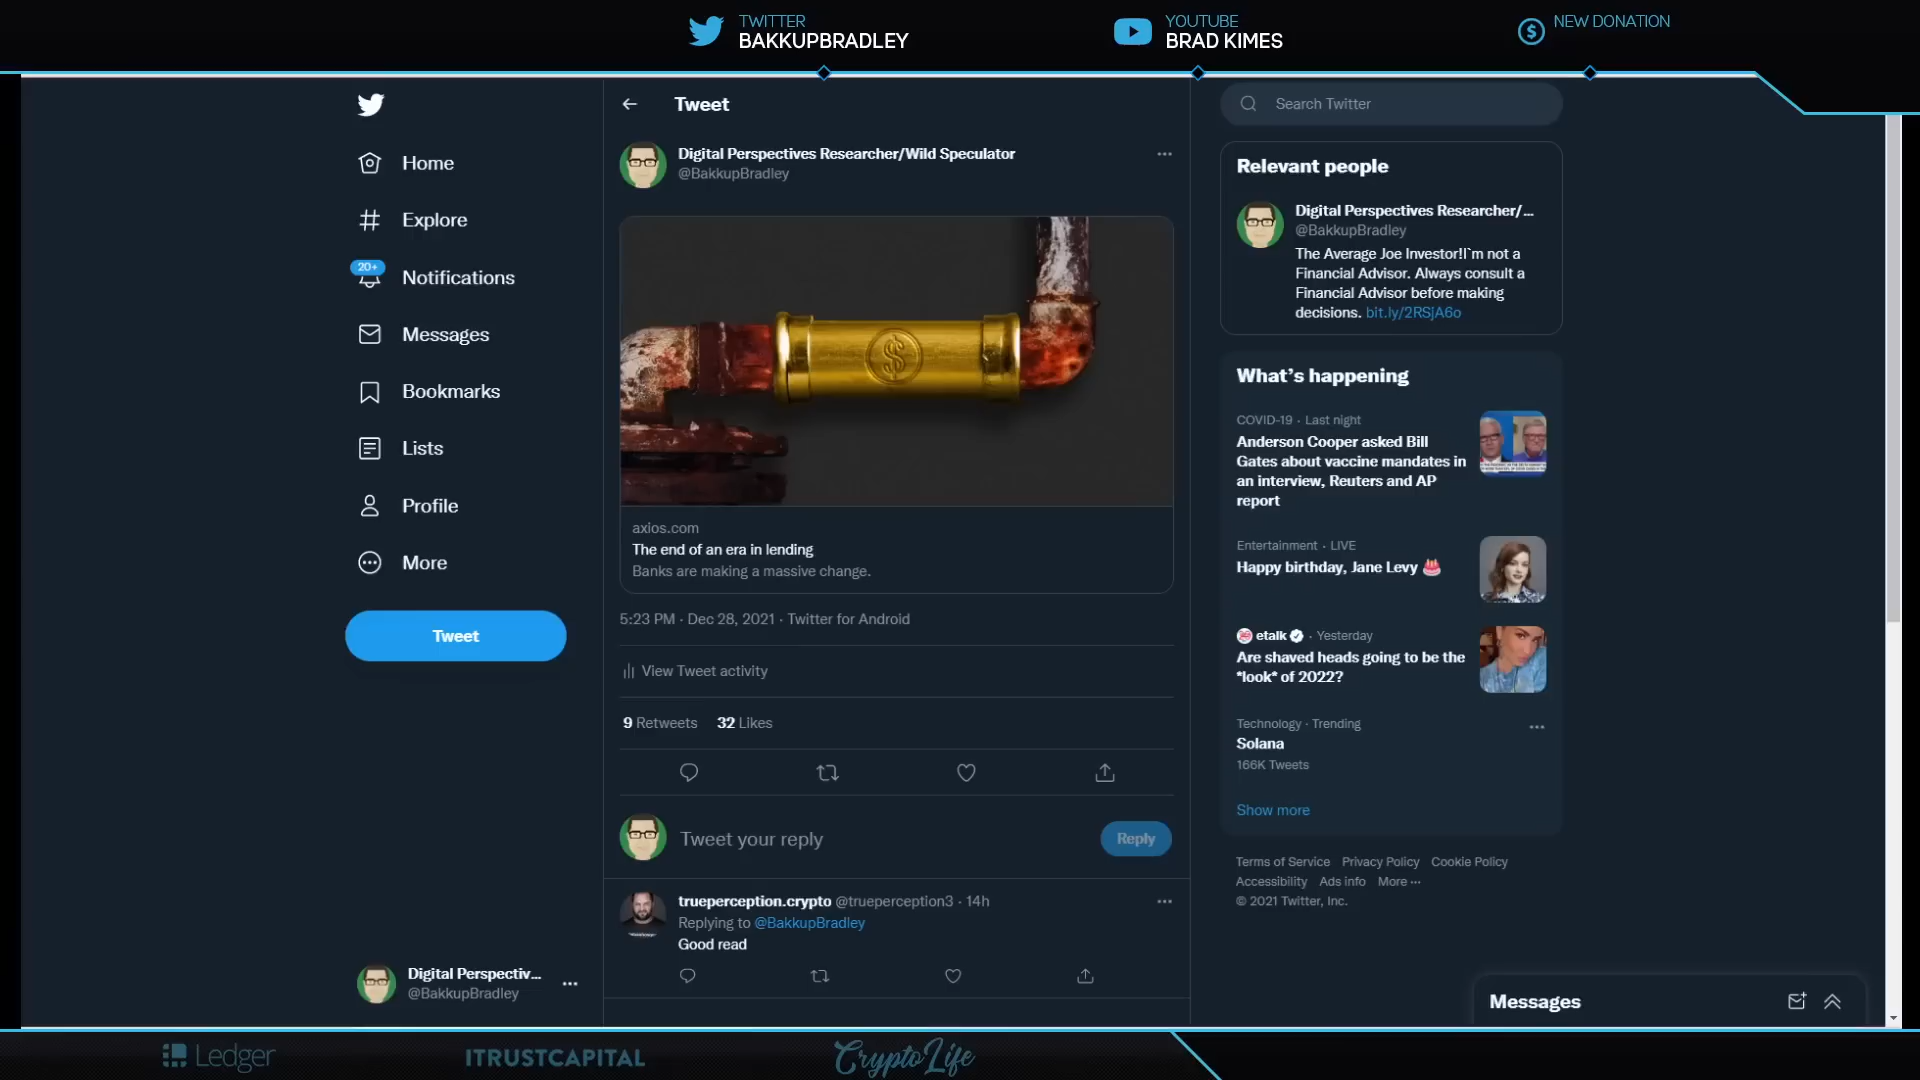 TWITTER
BAKKUPBRADLEY
YOUTUBE
BRAD KIMES
NEW DONATION
Home
Explore
20+
Notifications
Messages
Bookmarks
Lists
Profile
More
Tweet
Digital Perspectiv...
@BakkupBradley
Tweet
Digital Perspectives Researcher/Wild Speculator
@BakkupBradley
axios.com
The end of an era in lending
Banks are making a massive change.
5:23 PM · Dec 28, 2021 · Twitter for Android
View Tweet activity
9 Retweets 32 Likes
Tweet your reply
Reply
trueperception.crypto @trueperception3 · 14h
Replying to @BakkupBradley
Good read
Search Twitter
Relevant people
Digital Perspectives Researcher/...
@BakkupBradley
The Average Joe Investor!I`m not a
Financial Advisor. Always consult a
Financial Advisor before making
decisions. bit.ly/2RSjA6o
What's happening
COVID-19 · Last night
Anderson Cooper asked Bill
Gates about vaccine mandates in
an interview, Reuters and AP
report
Entertainment · LIVE
Happy birthday, Jane Levy 🎂
etalk · Yesterday
Are shaved heads going to be the
*look* of 2022?
Technology · Trending
Solana
166K Tweets
Show more
Terms of Service Privacy Policy Cookie Policy
Accessibility Ads info More ···
© 2021 Twitter, Inc.
Messages
Ledger
ITRUSTCAPITAL
CryptoLife